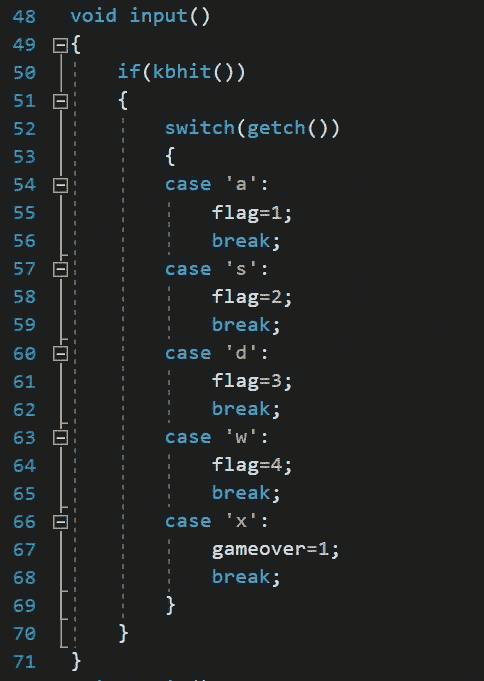 48 void input()
49 {
50     if(kbhit())
51     {
52         switch(getch())
53         {
54         case 'a':
55             flag=1;
56             break;
57         case 's':
58             flag=2;
59             break;
60         case 'd':
61             flag=3;
62             break;
63         case 'w':
64             flag=4;
65             break;
66         case 'x':
67             gameover=1;
68             break;
69         }
70     }
71 }